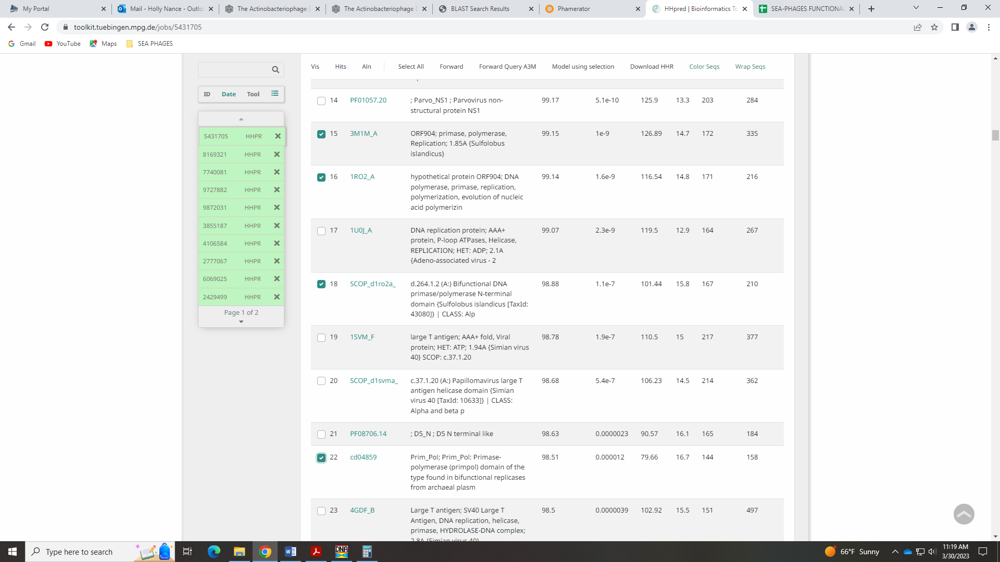 My Portal
Mail - Holly Nance - Outlo
The Actinobacteriophage
The Actinobacteriophage
BLAST Search Results
Phamerator
HHpred | Bioinformatics To
SEA-PHAGES FUNCTIONA
toolkit.tuebingen.mpg.de/jobs/5431705
Gmail
YouTube
Maps
SEA PHAGES
Vis Hits Aln Select All Forward Forward Query A3M Model using selection Download HHR Color Seqs Wrap Seqs
ID Date Tool
5431705 HHPR
8169321 HHPR
7740081 HHPR
9727882 HHPR
9872031 HHPR
3855187 HHPR
4106584 HHPR
2777067 HHPR
6069025 HHPR
2429499 HHPR
Page 1 of 2
14 PF01057.20 ; Parvo_NS1 ; Parvovirus non- 99.17 5.1e-10 125.9 13.3 203 284
structural protein NS1
15 3M1M_A ORF904; primase, polymerase, 99.15 1e-9 126.89 14.7 172 335
Replication; 1.85A {Sulfolobus
islandicus}
16 1RO2_A hypothetical protein ORF904; DNA 99.14 1.6e-9 116.54 14.8 171 216
polymerase, primase, replication,
polymerization, evolution of nucleic
acid polymerizin
17 1U0J_A DNA replication protein; AAA+ 99.07 2.3e-9 119.5 12.9 164 267
protein, P-loop ATPases, Helicase,
REPLICATION; HET: ADP; 2.1A
{Adeno-associated virus - 2
18 SCOP_d1ro2a_ d.264.1.2 (A:) Bifunctional DNA 98.88 1.1e-7 101.44 15.8 167 210
primase/polymerase N-terminal
domain {Sulfolobus islandicus [TaxId:
43080]} | CLASS: Alp
19 1SVM_F large T antigen; AAA+ fold, Viral 98.78 1.9e-7 110.5 15 217 377
protein; HET: ATP; 1.94A {Simian virus
40} SCOP: c.37.1.20
20 SCOP_d1svma_ c.37.1.20 (A:) Papillomavirus large T 98.68 5.4e-7 106.23 14.5 214 362
antigen helicase domain {Simian
virus 40 [TaxId: 10633]} | CLASS:
Alpha and beta p
21 PF08706.14 ; D5_N ; D5 N terminal like 98.63 0.0000023 90.57 16.1 165 184
22 cd04859 Prim_Pol; Prim_Pol: Primase- 98.51 0.000012 79.66 16.7 144 158
polymerase (primpol) domain of the
type found in bifunctional replicases
from archaeal plasm
23 4GDF_B Large T antigen; SV40 Large T 98.5 0.0000039 102.92 15.5 151 497
Antigen, DNA replication, helicase,
primase, HYDROLASE-DNA complex;
2.8A {Simian virus 40}
Type here to search
DNA
66°F Sunny
11:19 AM
3/30/2023